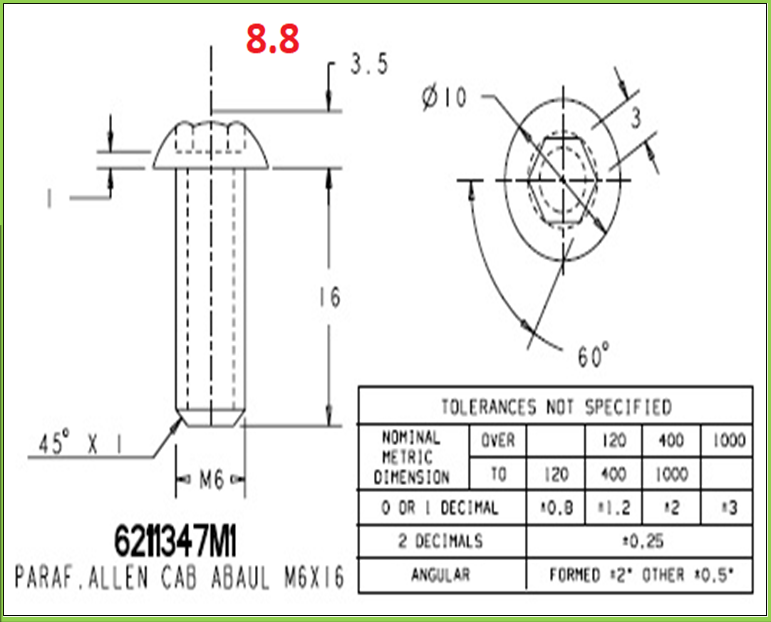 8.8
3.5
Ø10
3
1
16
60°
45° X 1
M6
6211347M1
PARAF.ALLEN CAB ABAUL M6X16
TOLERANCES NOT SPECIFIED
NOMINAL METRIC DIMENSION
OVER 120 400 1000
TO 120 400 1000
0 OR 1 DECIMAL ±0.8 ±1.2 ±2 ±3
2 DECIMALS ±0.25
ANGULAR FORMED ±2° OTHER ±0.5°